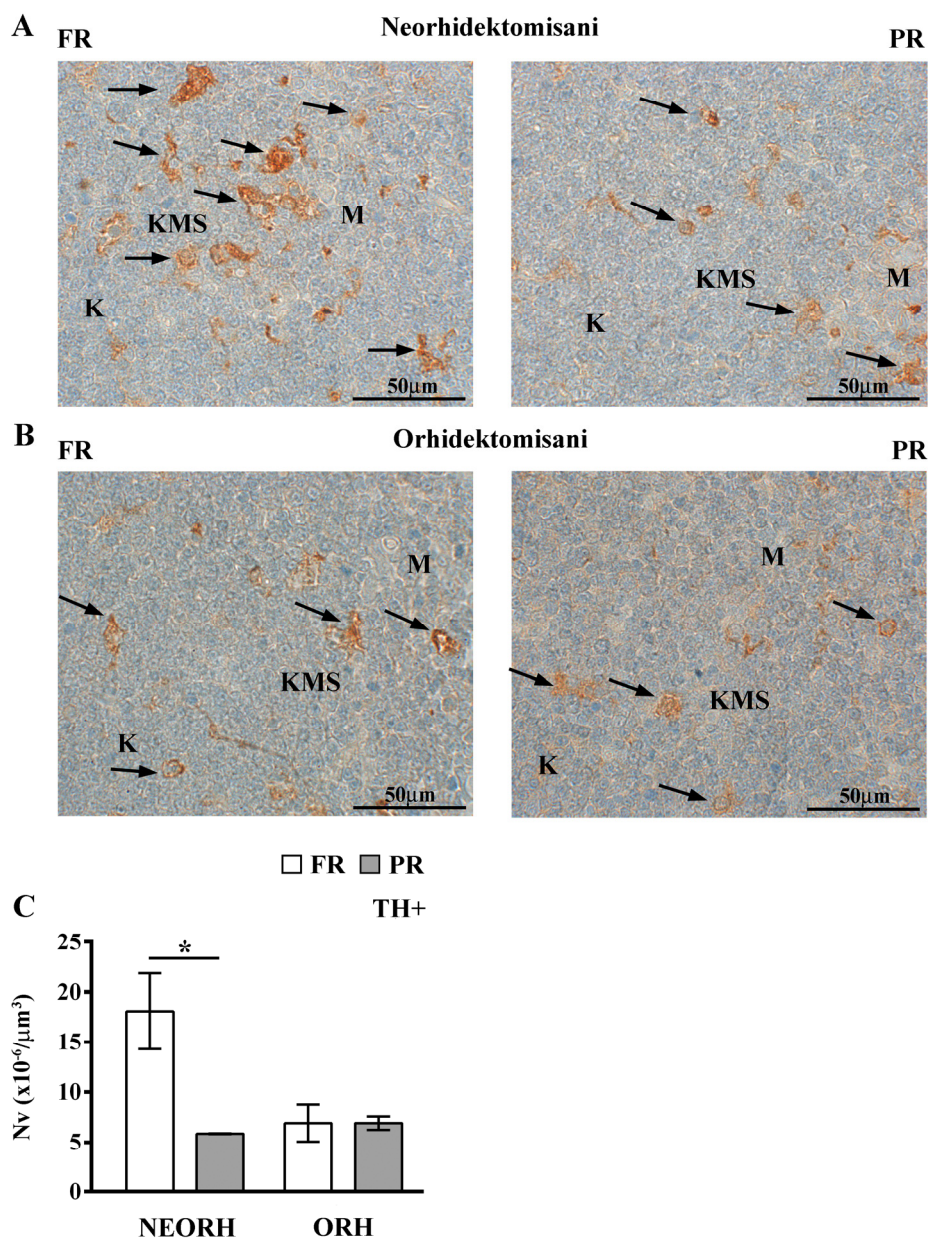 A
Neorhidektomisani
FR
PR
KMS
M
K
50µm
KMS
M
K
50µm
B
Orhidektomisani
FR
PR
M
KMS
K
50µm
M
KMS
K
50µm
FR PR
C
TH+
Nv (x10⁻⁶/µm³)
25
20
15
10
5
0
*
NEORH ORH